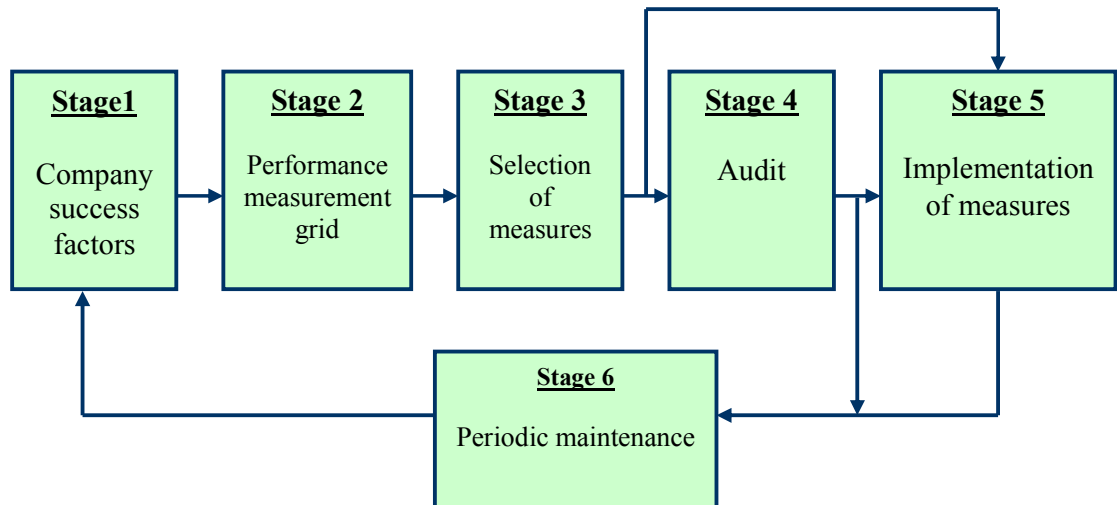 Stage1
Company
success
factors
Stage 2
Performance
measurement
grid
Stage 3
Selection
of
measures
Stage 4
Audit
Stage 5
Implementation
of measures
Stage 6
Periodic maintenance